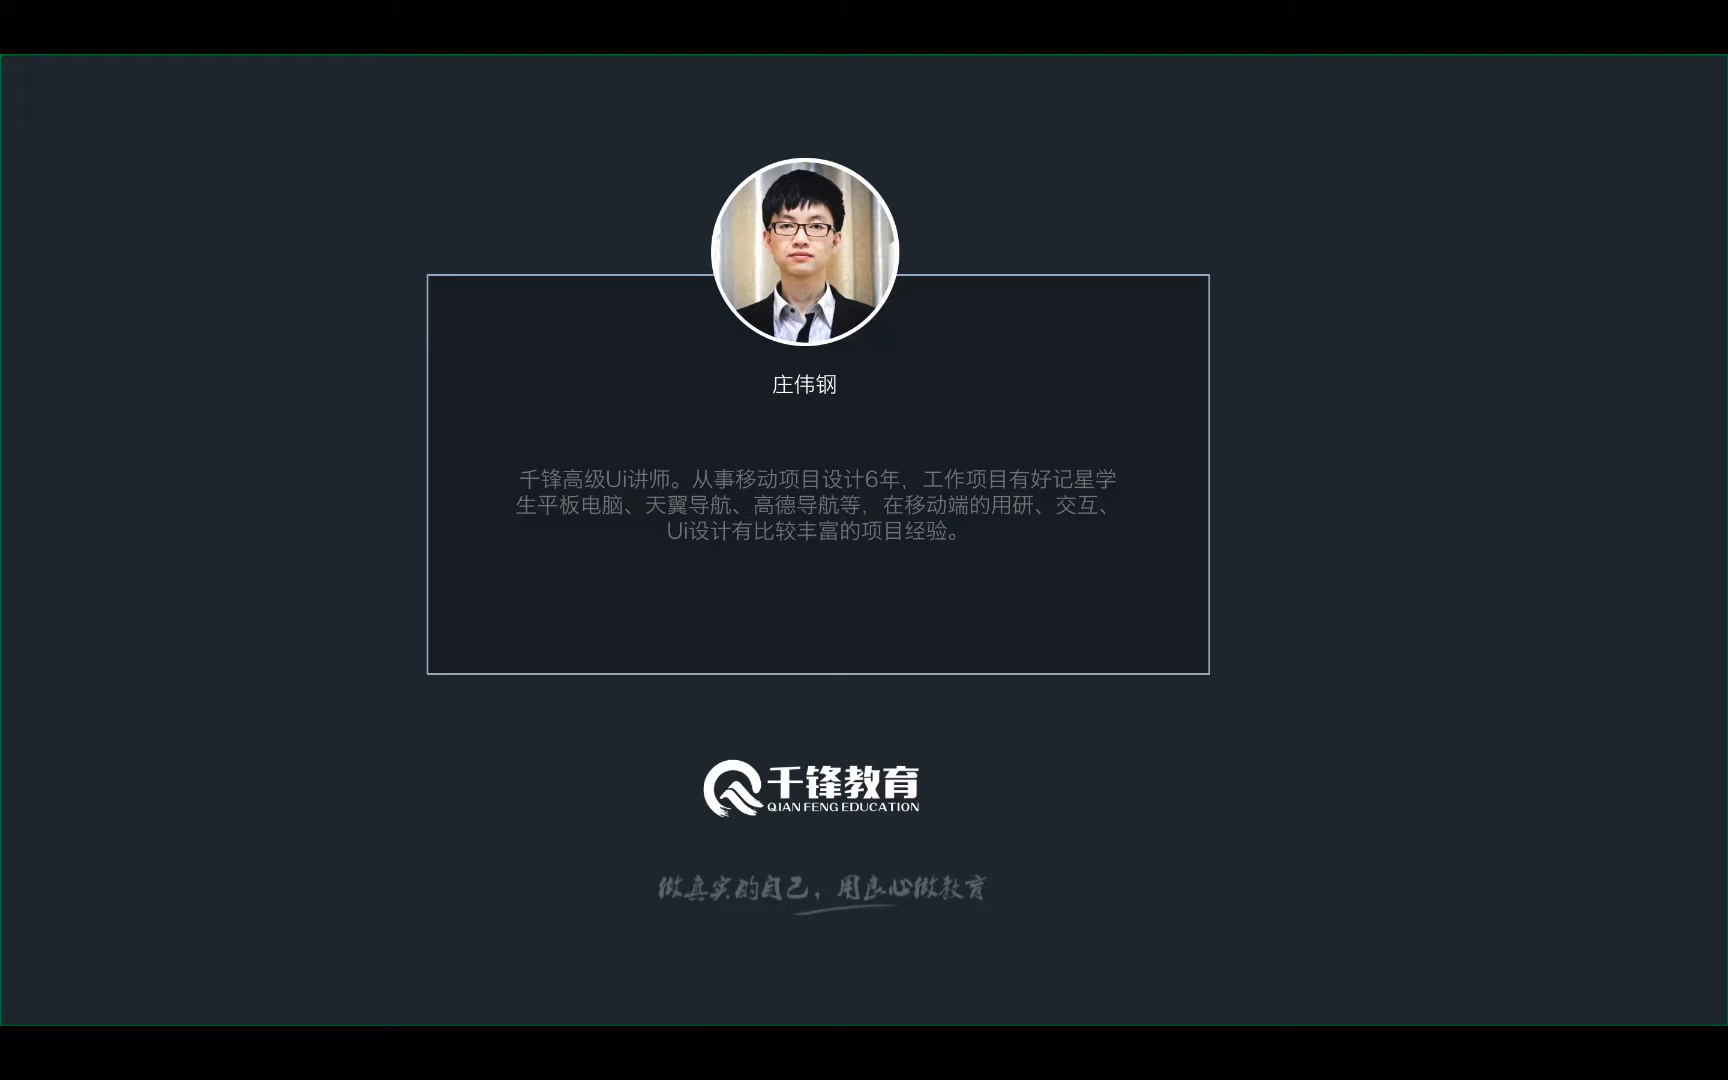 庄伟钢
千锋高级Ui讲师。从事移动项目设计6年，工作项目有好记星学
生平板电脑、天翼导航、高德导航等，在移动端的用研、交互、
Ui设计有比较丰富的项目经验。
千锋教育
QIAN FENG EDUCATION
做真实的自己，用良心做教育